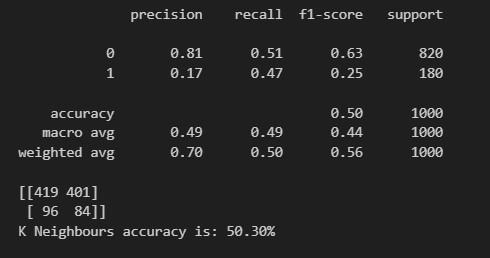 precision recall f1-score support
0 0.81 0.51 0.63 820
1 0.17 0.47 0.25 180
accuracy 0.50 1000
macro avg 0.49 0.49 0.44 1000
weighted avg 0.70 0.50 0.56 1000
[[419 401]
[ 96 84]]
K Neighbours accuracy is: 50.30%